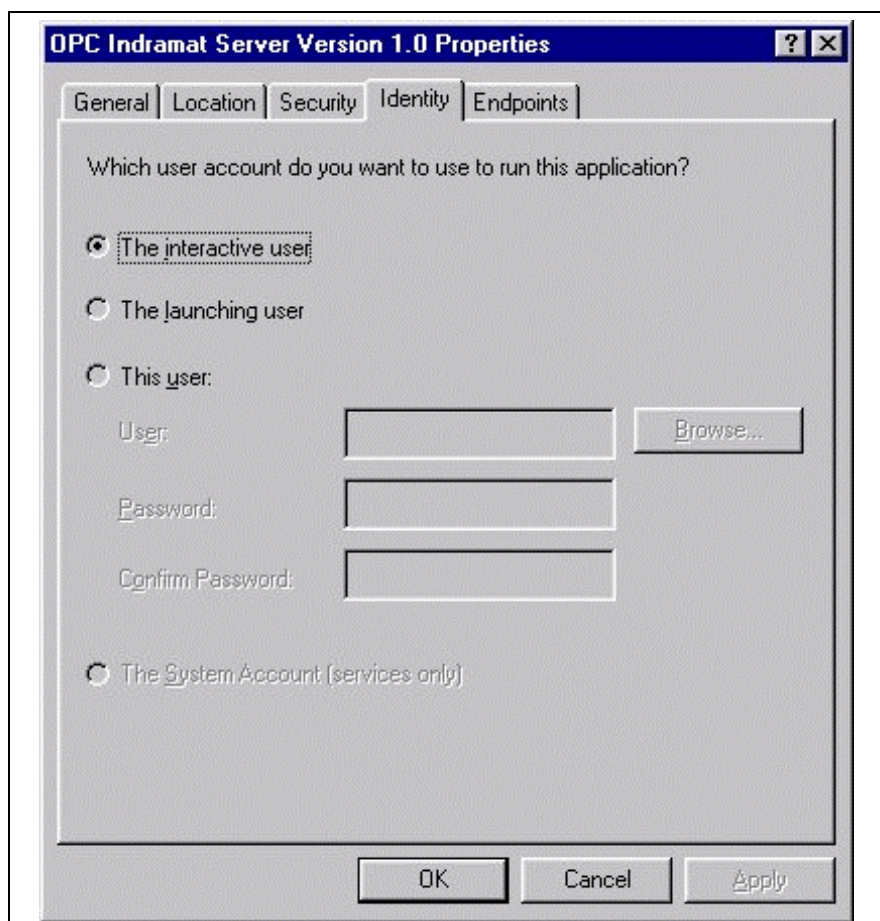 OPC Indramat Server Version 1.0 Properties
General Location Security Identity Endpoints
Which user account do you want to use to run this application?
The interactive user
The launching user
This user:
User: Browse...
Password:
Confirm Password:
The System Account (services only)
OK Cancel Apply